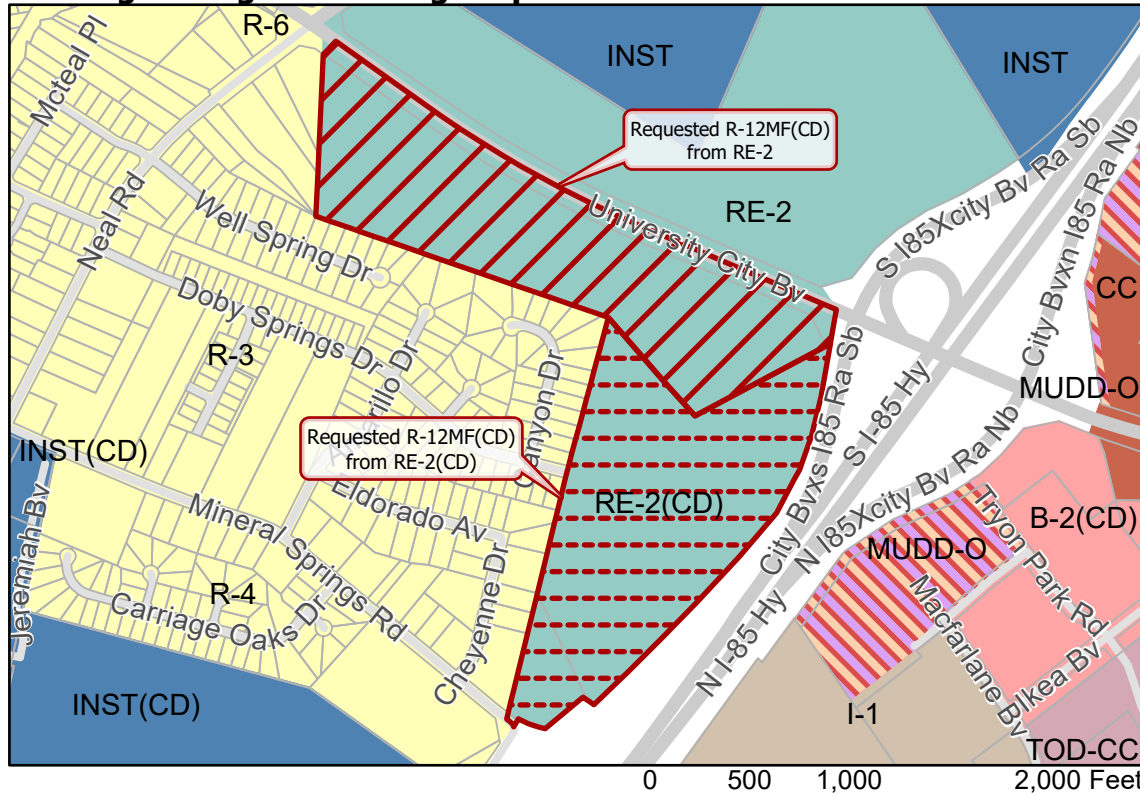 R-6
INST
INST
Mcteal Pl
Requested R-12MF(CD)
from RE-2
S I85Xcity Bv Ra Sb
City Bvxn I85 Ra Nb
Neal Rd
Well Spring Dr
University City Bv
RE-2
CC
Doby Springs Dr
R-3
Amarillo Dr
Canyon Dr
City Bvxs I85 Ra Sb
S I-85 Hy
MUDD-O
Requested R-12MF(CD)
from RE-2(CD)
INST(CD)
Eldorado Av
RE-2(CD)
N I85Xcity Bv Ra Nb
Mineral Springs Rd
Tryon Park Rd
B-2(CD)
MUDD-O
Jeremiah Bv
R-4
Carriage Oaks Dr
Cheyenne Dr
N I-85 Hy
Macfarlane Bv
Ikea Bv
INST(CD)
I-1
TOD-CC
0 500 1,000 2,000 Feet